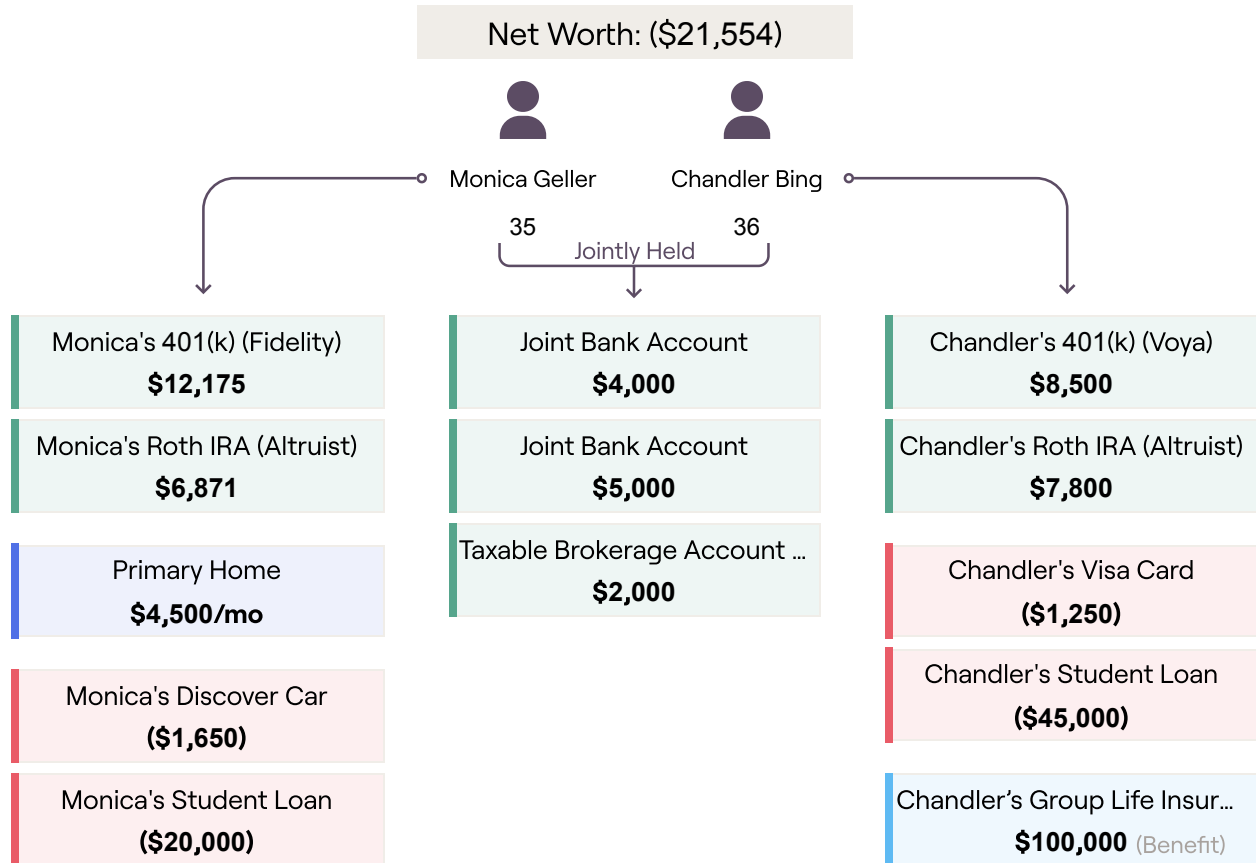 Net Worth: ($21,554)
Monica Geller
Chandler Bing
35
36
Jointly Held
Monica's 401(k) (Fidelity)
$12,175
Monica's Roth IRA (Altruist)
$6,871
Primary Home
$4,500/mo
Monica's Discover Car
($1,650)
Monica's Student Loan
($20,000)
Joint Bank Account
$4,000
Joint Bank Account
$5,000
Taxable Brokerage Account ...
$2,000
Chandler's 401(k) (Voya)
$8,500
Chandler's Roth IRA (Altruist)
$7,800
Chandler's Visa Card
($1,250)
Chandler's Student Loan
($45,000)
Chandler’s Group Life Insur...
$100,000 (Benefit)